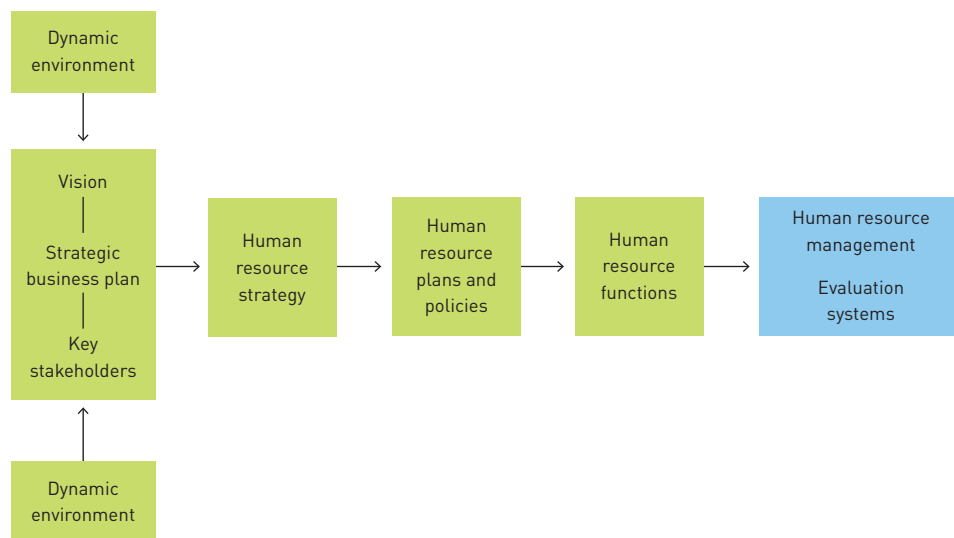 Dynamic
environment
Vision
Strategic
business plan
Key
stakeholders
Dynamic
environment
Human
resource
strategy
Human
resource
plans and
policies
Human
resource
functions
Human resource
management
Evaluation
systems